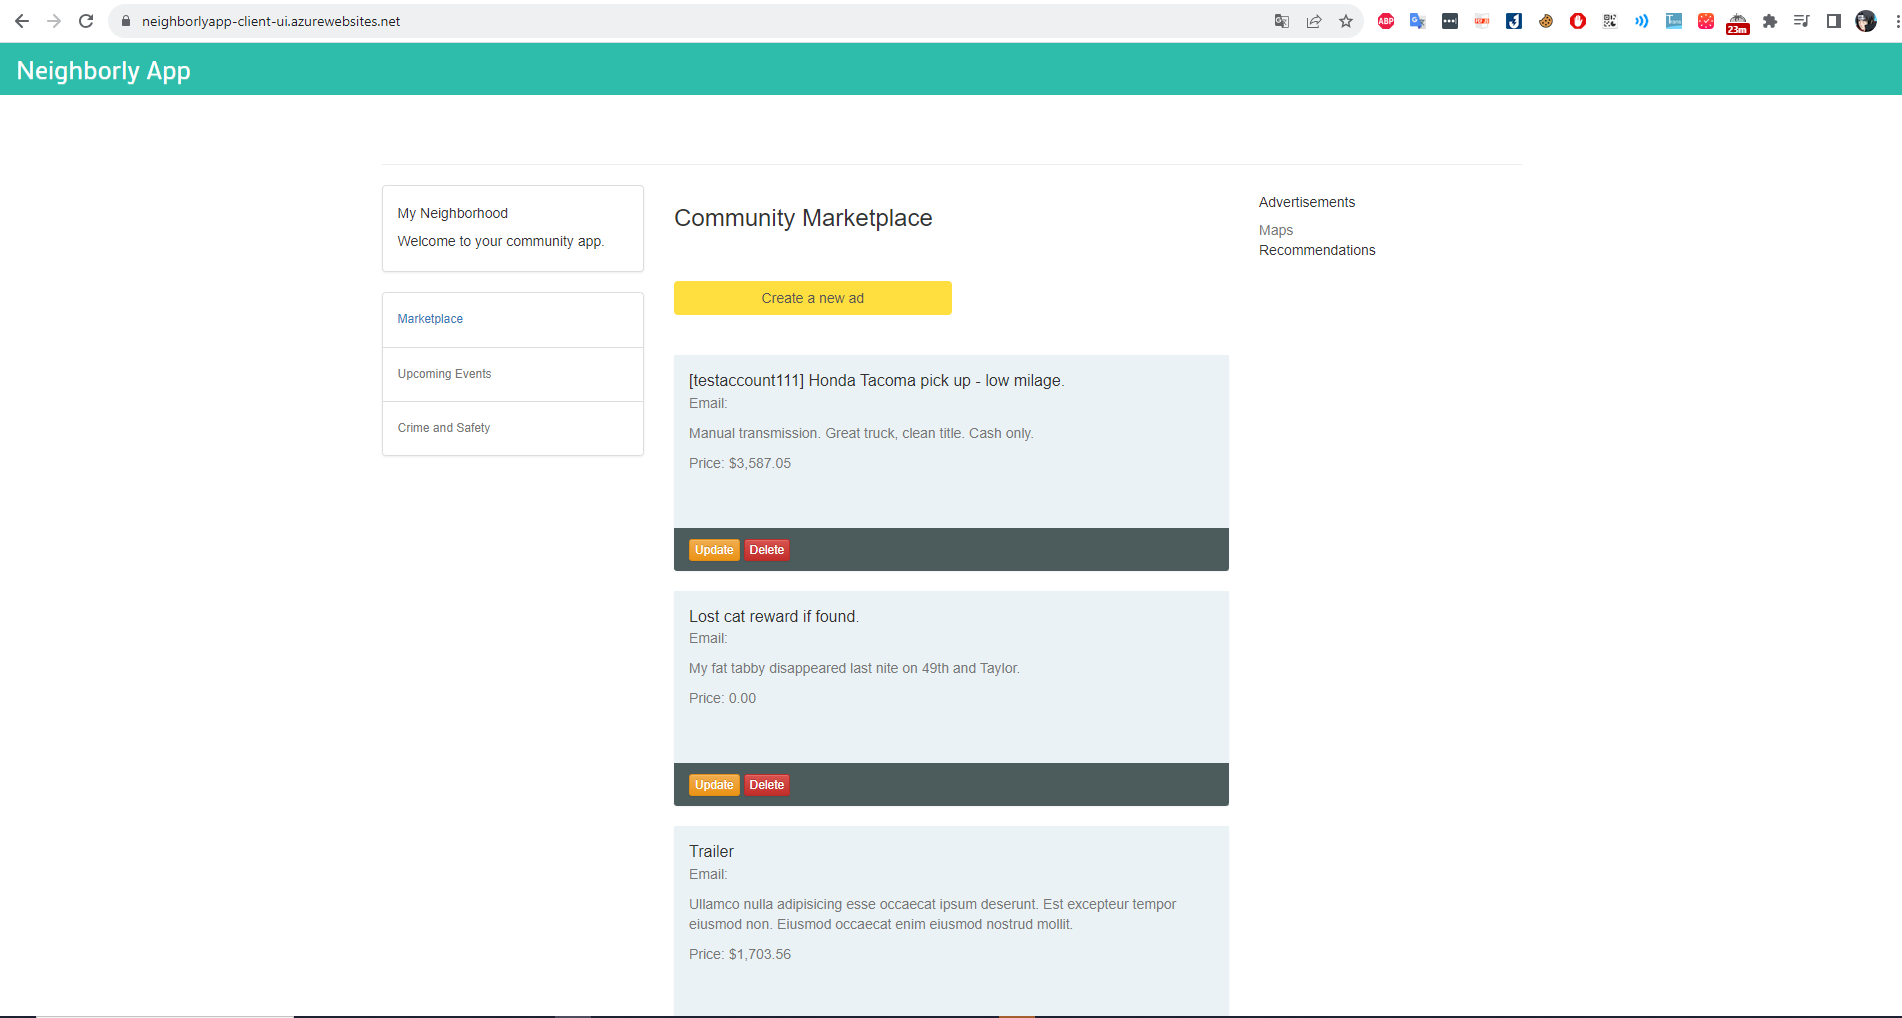 neighborlyapp-client-ui.azurewebsites.net
ABP
23m
Neighborly App
My Neighborhood
Welcome to your community app.
Marketplace
Upcoming Events
Crime and Safety
Community Marketplace
Create a new ad
[testaccount111] Honda Tacoma pick up - low milage.
Email:
Manual transmission. Great truck, clean title. Cash only.
Price: $3,587.05
Update Delete
Lost cat reward if found.
Email:
My fat tabby disappeared last nite on 49th and Taylor.
Price: 0.00
Update Delete
Trailer
Email:
Ullamco nulla adipisicing esse occaecat ipsum deserunt. Est excepteur tempor
eiusmod non. Eiusmod occaecat enim eiusmod nostrud mollit.
Price: $1,703.56
Advertisements
Maps
Recommendations